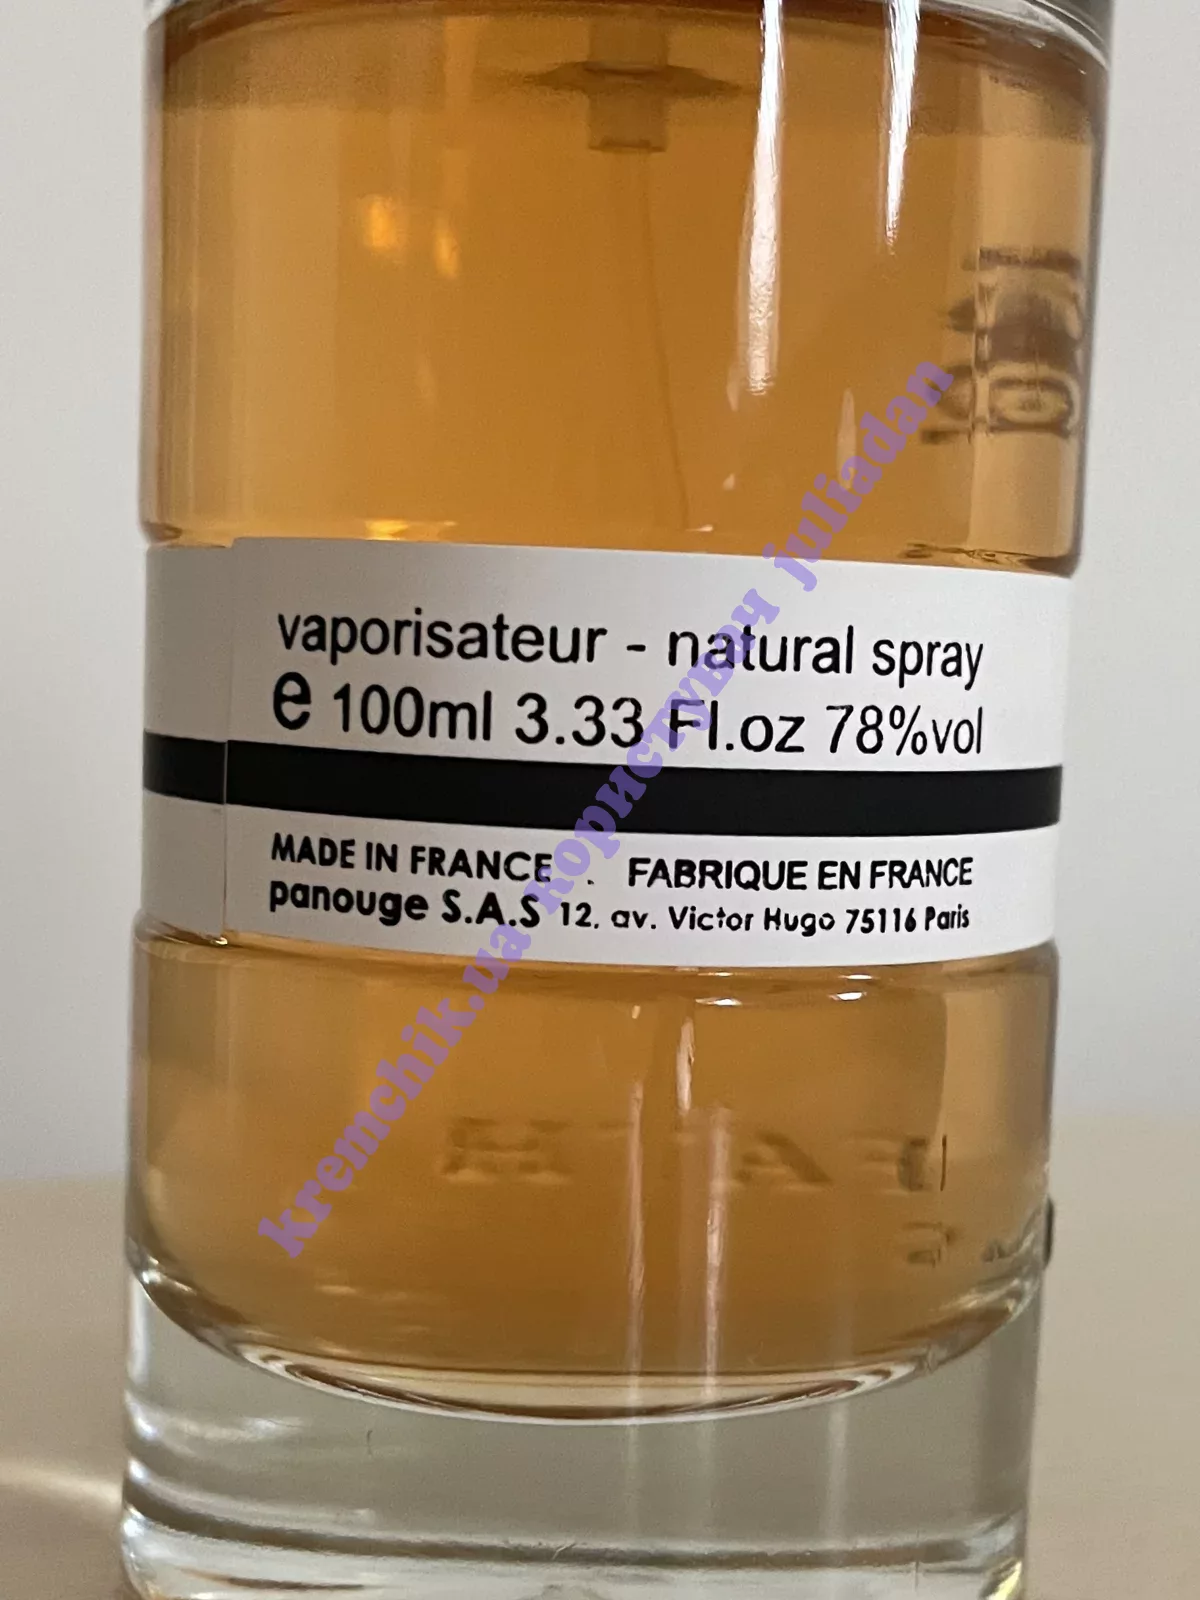 vaporisateur - natural spray
e 100ml 3.33 Fl.oz 78%vol
MADE IN FRANCE . FABRIQUE EN FRANCE
panouge S.A.S 12, av. Victor Hugo 75116 Paris
kremchik.ua користувач juliadan